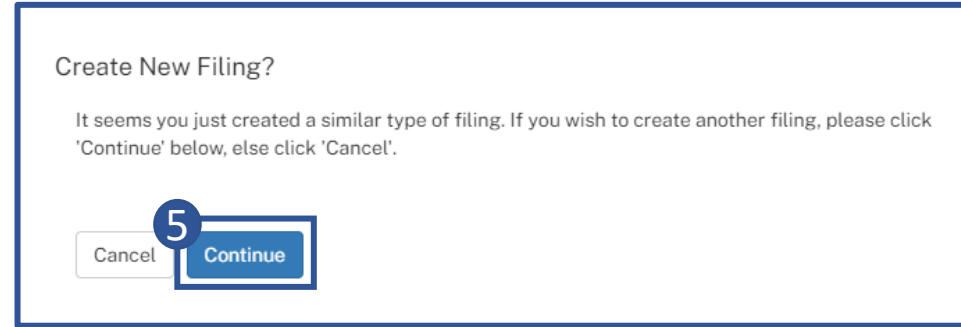 Create New Filing?
It seems you just created a similar type of filing. If you wish to create another filing, please click
'Continue' below, else click 'Cancel'.
5
Cancel Continue